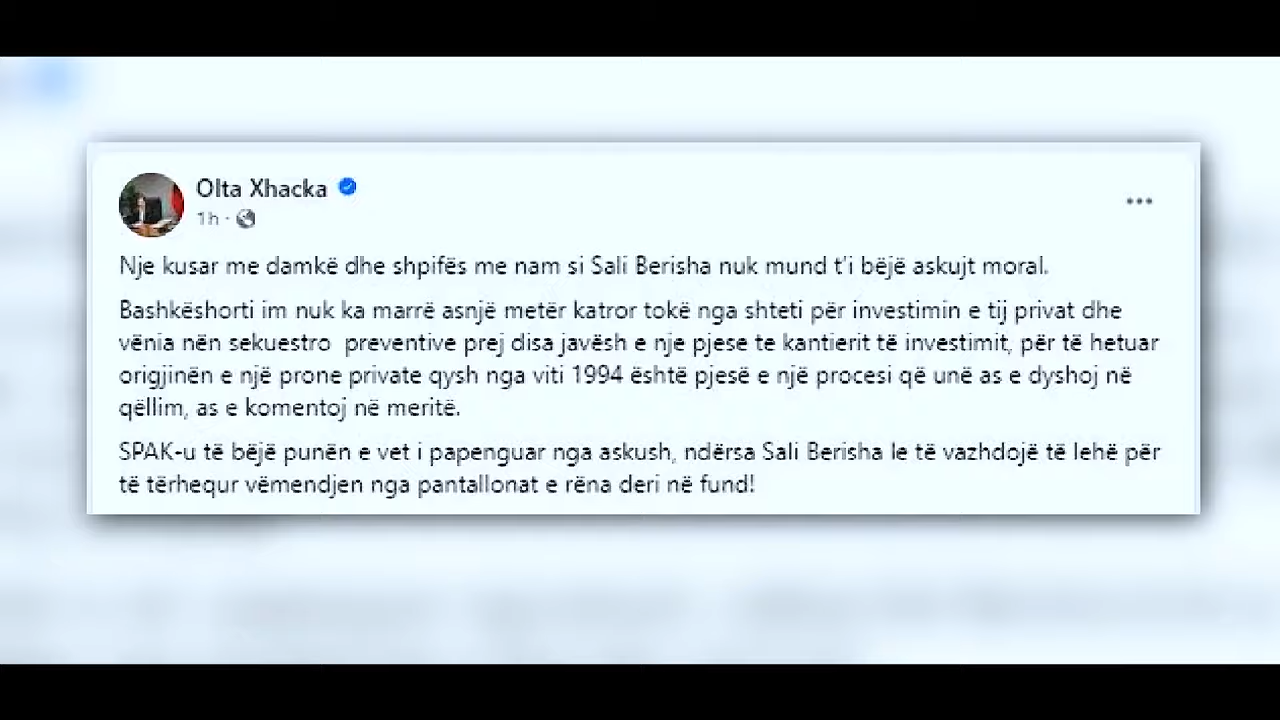 Olta Xhacka
1h ·
Nje kusar me damkë dhe shpifës me nam si Sali Berisha nuk mund t'i bëjë askujt moral.
Bashkëshorti im nuk ka marrë asnjë metër katror tokë nga shteti për investimin e tij privat dhe
vënia nën sekuestro preventive prej disa javësh e nje pjese te kantierit të investimit, për të hetuar
origjinën e një prone private qysh nga viti 1994 është pjesë e një procesi që unë as e dyshoj në
qëllim, as e komentoj në meritë.
SPAK-u të bëjë punën e vet i papenguar nga askush, ndërsa Sali Berisha le të vazhdojë të lehë për
të tërhequr vëmendjen nga pantallonat e rëna deri në fund!